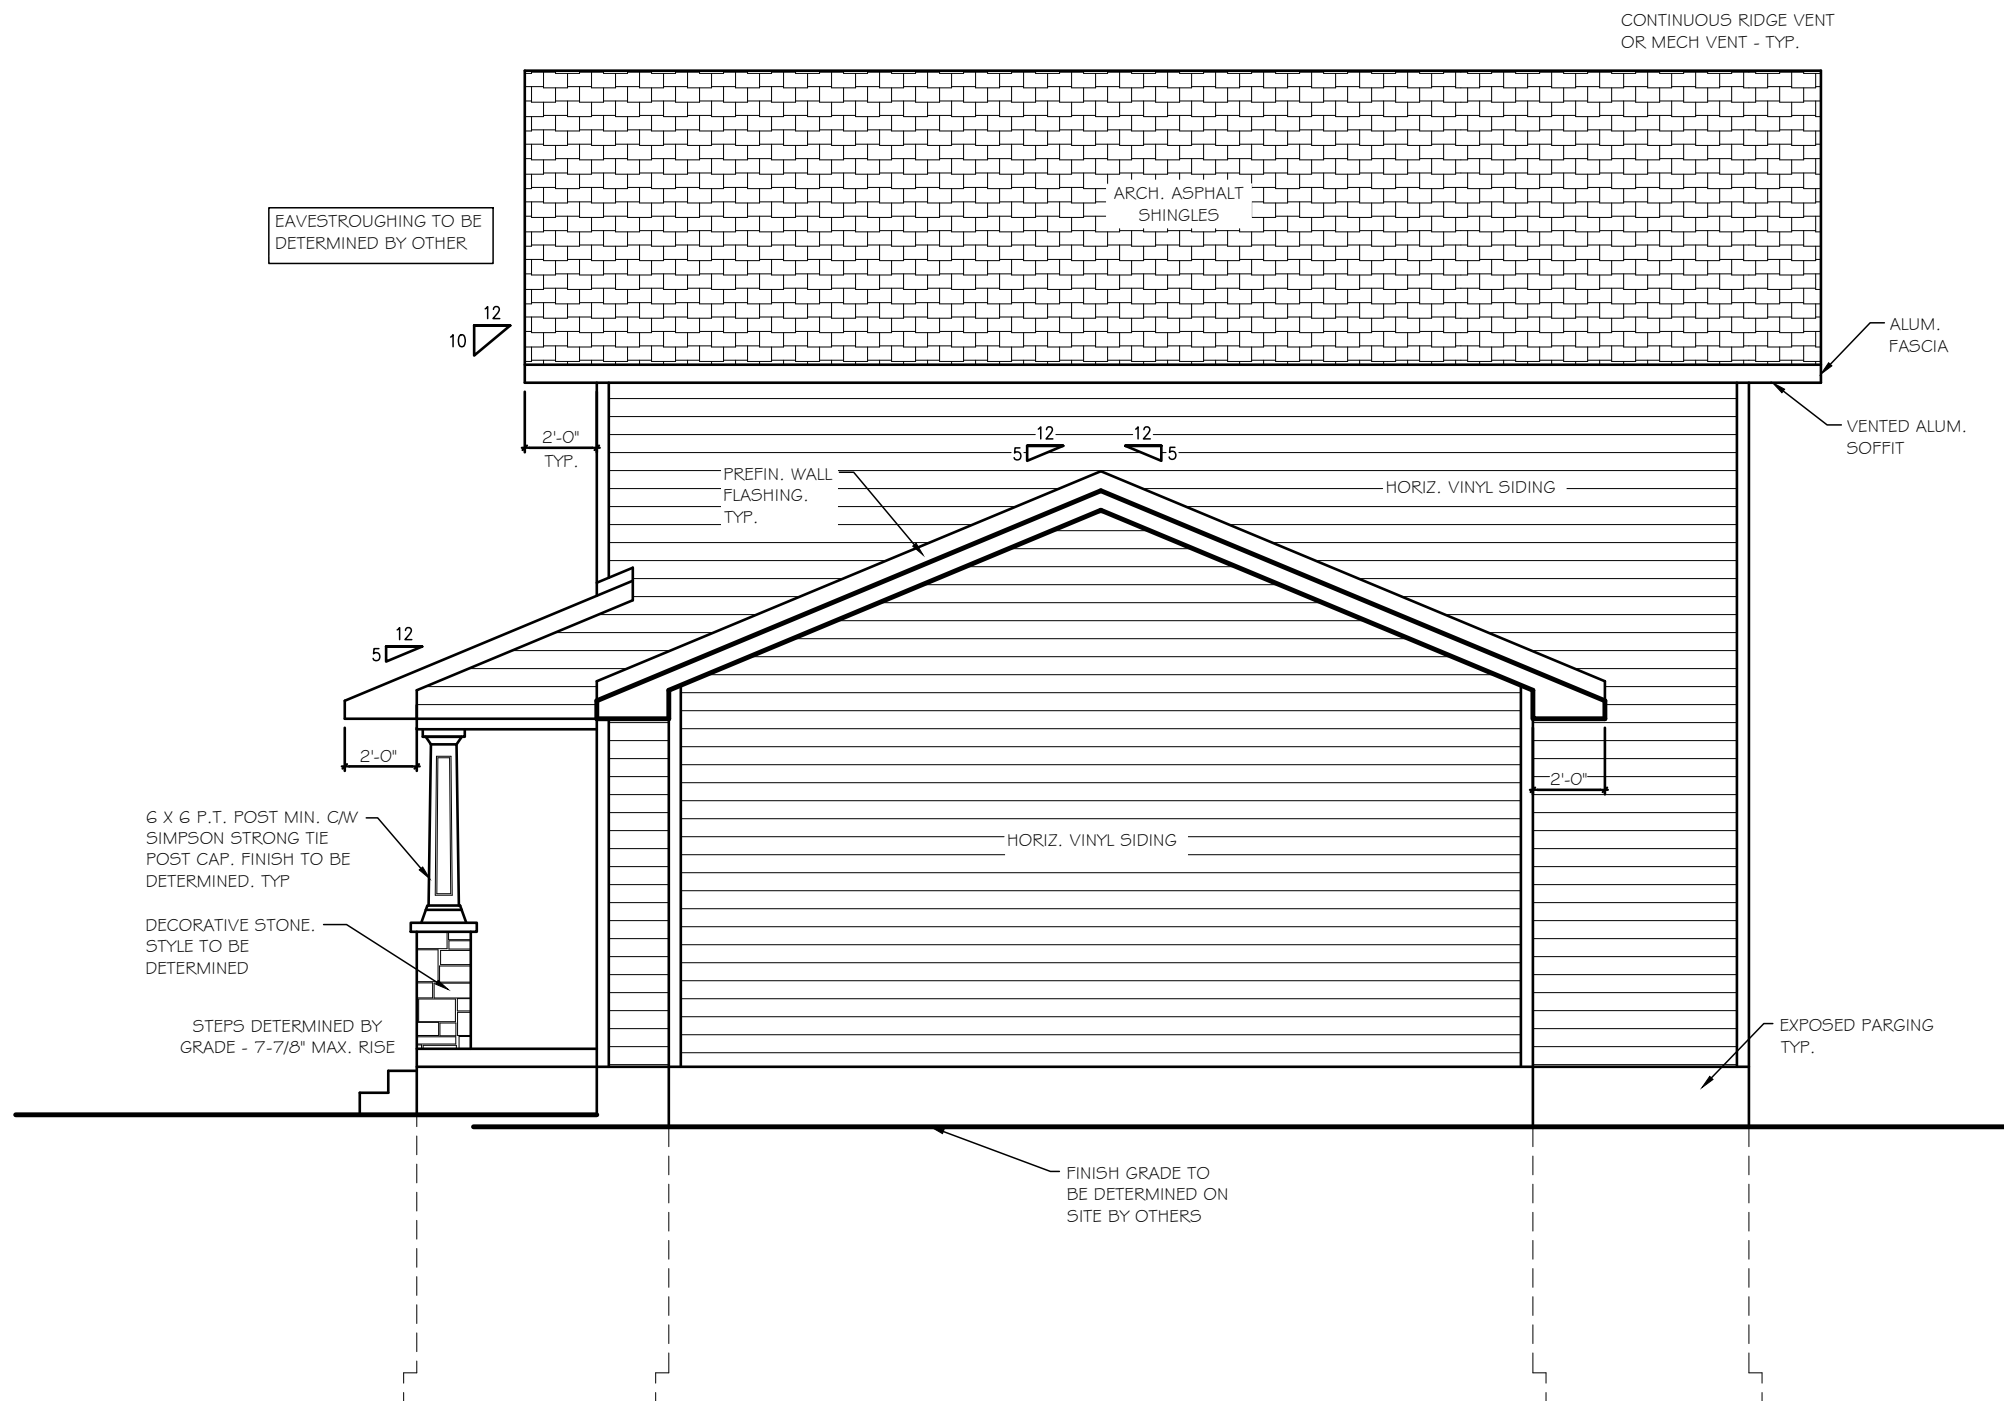 CONTINUOUS RIDGE VENT
OR MECH VENT - TYP.
ARCH. ASPHALT
SHINGLES
EAVESTROUGHING TO BE
DETERMINED BY OTHER
12
10
ALUM.
FASCIA
VENTED ALUM.
SOFFIT
2'-0"
TYP.
12
5
12
5
PREFIN. WALL
FLASHING.
TYP.
HORIZ. VINYL SIDING
12
5
2'-0"
2'-0"
6 X 6 P.T. POST MIN. C/W
SIMPSON STRONG TIE
POST CAP. FINISH TO BE
DETERMINED. TYP
HORIZ. VINYL SIDING
DECORATIVE STONE.
STYLE TO BE
DETERMINED
STEPS DETERMINED BY
GRADE - 7-7/8" MAX. RISE
EXPOSED PARGING
TYP.
FINISH GRADE TO
BE DETERMINED ON
SITE BY OTHERS